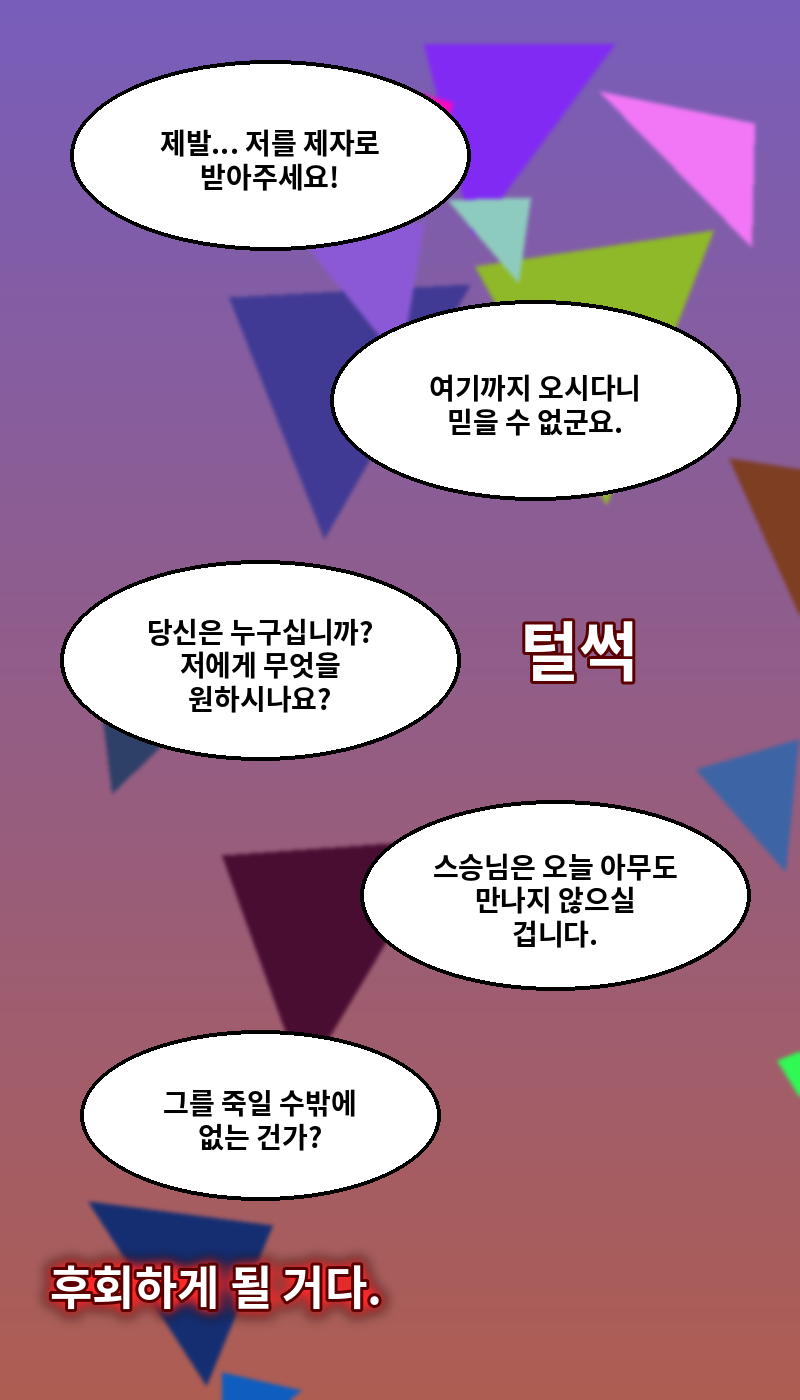 제발... 저를 제자로
받아주세요!
여기까지 오시다니
믿을 수 없군요.
당신은 누구십니까?
저에게 무엇을
원하시나요?
털썩
스승님은 오늘 아무도
만나지 않으실
겁니다.
그를 죽일 수밖에
없는 건가?
후회하게 될 거다.